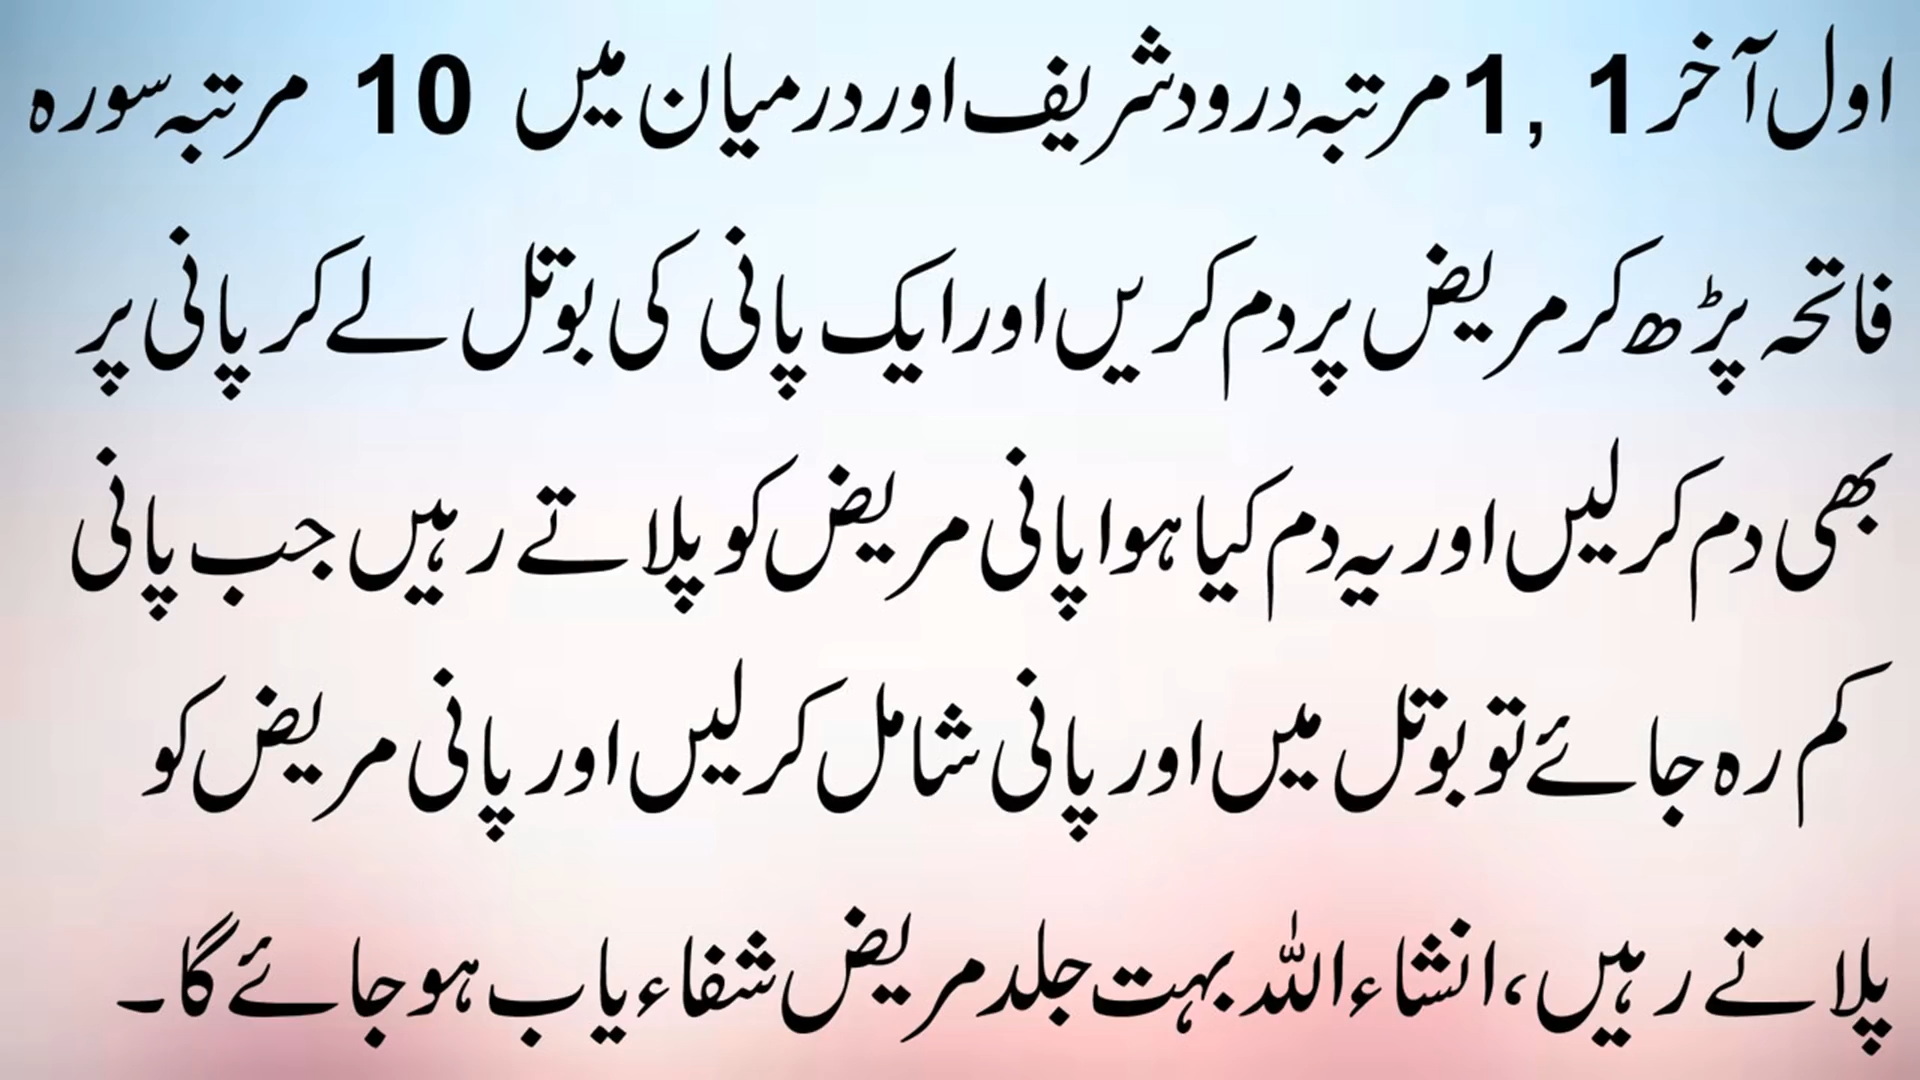 اول آخر 1 ,1 مرتبہ درود شریف اور درمیان میں 10 مرتبہ سورہ
فاتحہ پڑھ کر مریض پر دم کریں اور ایک پانی کی بوتل لے کر پانی پر
بھی دم کر لیں اور یہ دم کیا ہوا پانی مریض کو پلاتے رہیں جب پانی
کم رہ جائے تو بوتل میں اور پانی شامل کر لیں اور پانی مریض کو
پلاتے رہیں، انشاء اللہ بہت جلد مریض شفاء یاب ہو جائے گا۔